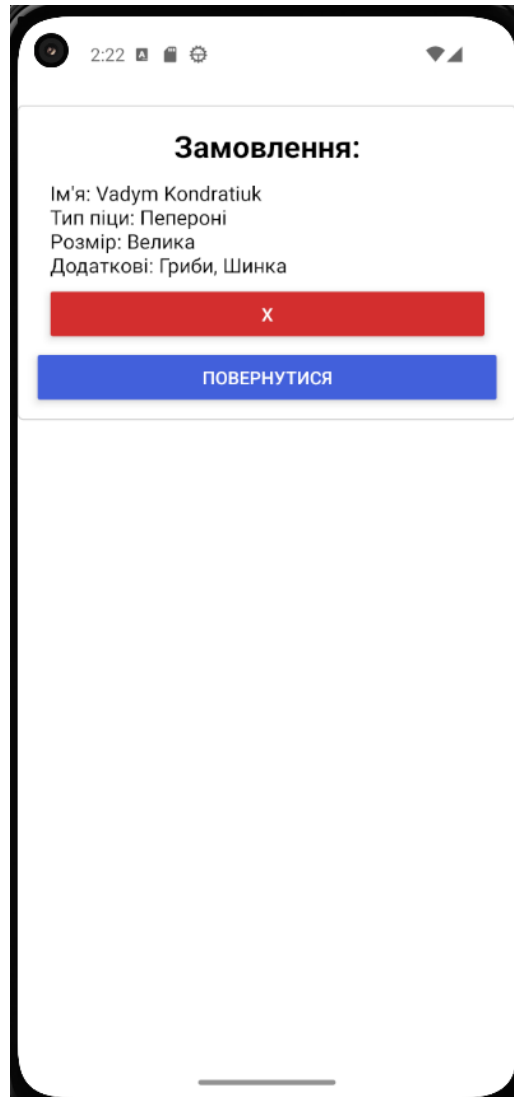 2:22
Замовлення:
Ім'я: Vadym Kondratiuk
Тип піци: Пепероні
Розмір: Велика
Додаткові: Гриби, Шинка
X
ПОВЕРНУТИСЯ